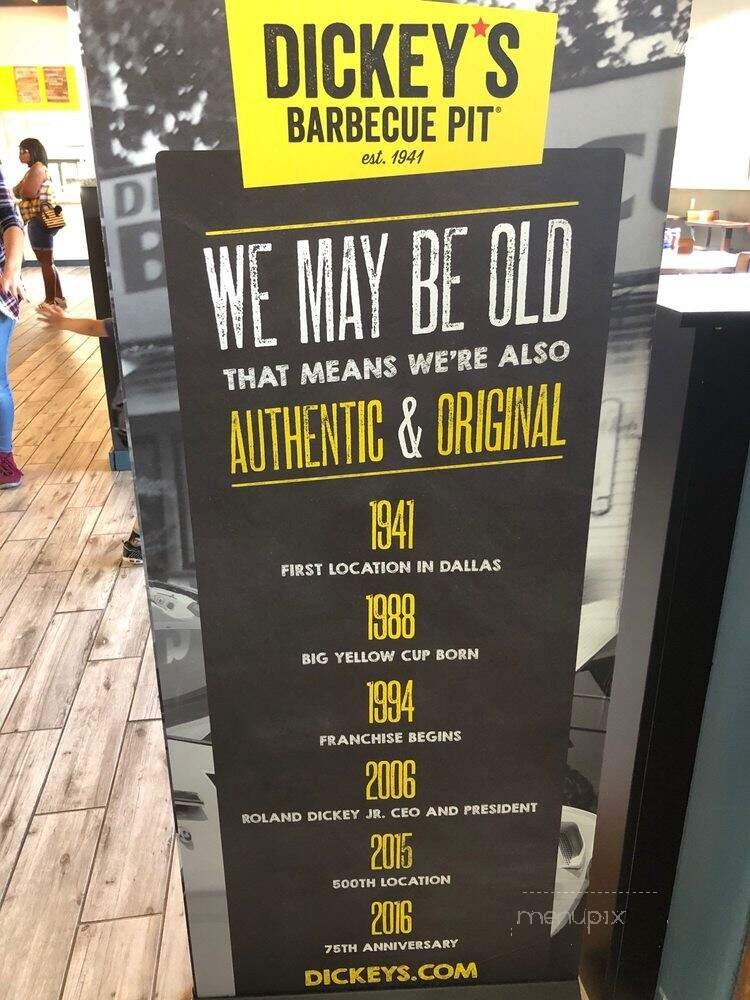 DICKEY'S
BARBECUE PIT®
est. 1941
WE MAY BE OLD
THAT MEANS WE'RE ALSO
AUTHENTIC & ORIGINAL
1941
FIRST LOCATION IN DALLAS
1988
BIG YELLOW CUP BORN
1994
FRANCHISE BEGINS
2006
ROLAND DICKEY JR. CEO AND PRESIDENT
2015
500TH LOCATION
2016
75TH ANNIVERSARY
DICKEYS.COM
menupix